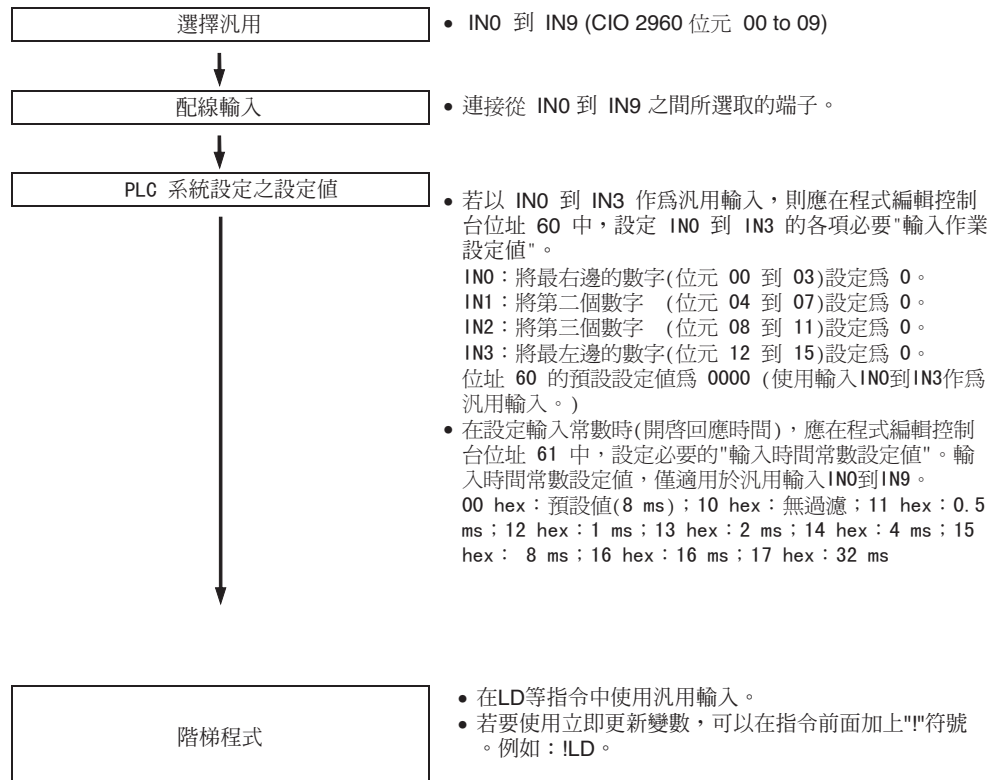 選擇汎用
• IN0 到 IN9 (CIO 2960 位元 00 to 09)
配線輸入
• 連接從 IN0 到 IN9 之間所選取的端子。
PLC 系統設定之設定值
• 若以 IN0 到 IN3 作爲汎用輸入，則應在程式編輯控制
台位址 60 中，設定 IN0 到 IN3 的各項必要"輸入作業
設定值"。
IN0：將最右邊的數字(位元 00 到 03)設定爲 0。
IN1：將第二個數字 (位元 04 到 07)設定爲 0。
IN2：將第三個數字 (位元 08 到 11)設定爲 0。
IN3：將最左邊的數字(位元 12 到 15)設定爲 0。
位址 60 的預設設定值爲 0000 (使用輸入IN0到IN3作爲
汎用輸入。)
• 在設定輸入常數時(開啓回應時間)，應在程式編輯控制
台位址 61 中，設定必要的"輸入時間常數設定值"。輸
入時間常數設定值，僅適用於汎用輸入IN0到IN9。
00 hex：預設值(8 ms)；10 hex：無過濾；11 hex：0.5
ms；12 hex：1 ms；13 hex：2 ms；14 hex：4 ms；15
hex： 8 ms；16 hex：16 ms；17 hex：32 ms
階梯程式
• 在LD等指令中使用汎用輸入。
• 若要使用立即更新變數，可以在指令前面加上"!"符號
。例如：!LD。